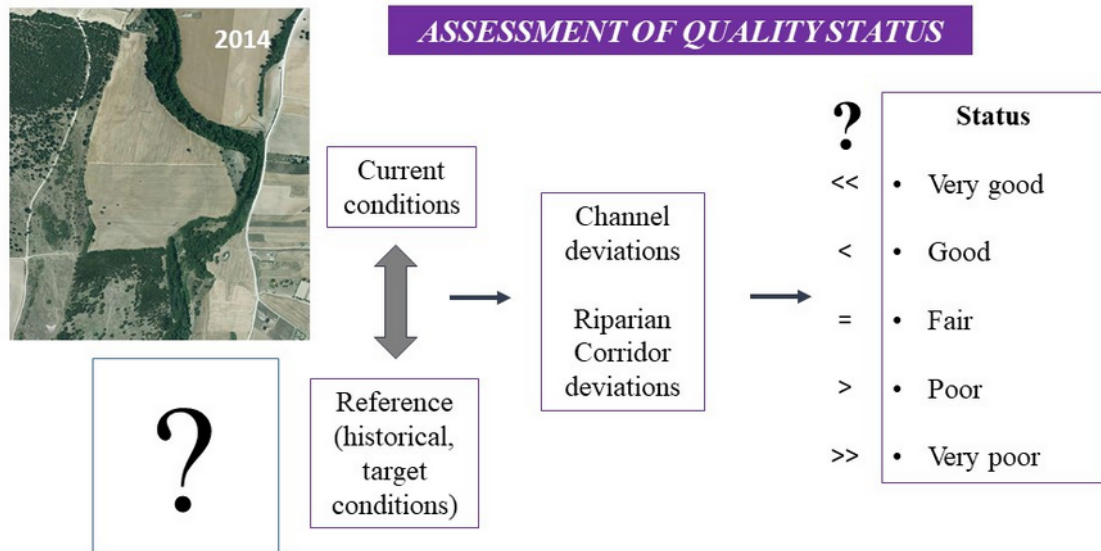 2014
ASSESSMENT OF QUALITY STATUS
Current
conditions
Reference
(historical,
target
conditions)
Channel
deviations
Riparian
Corridor
deviations
?
?
Status
<< • Very good
< • Good
= • Fair
> • Poor
>> • Very poor